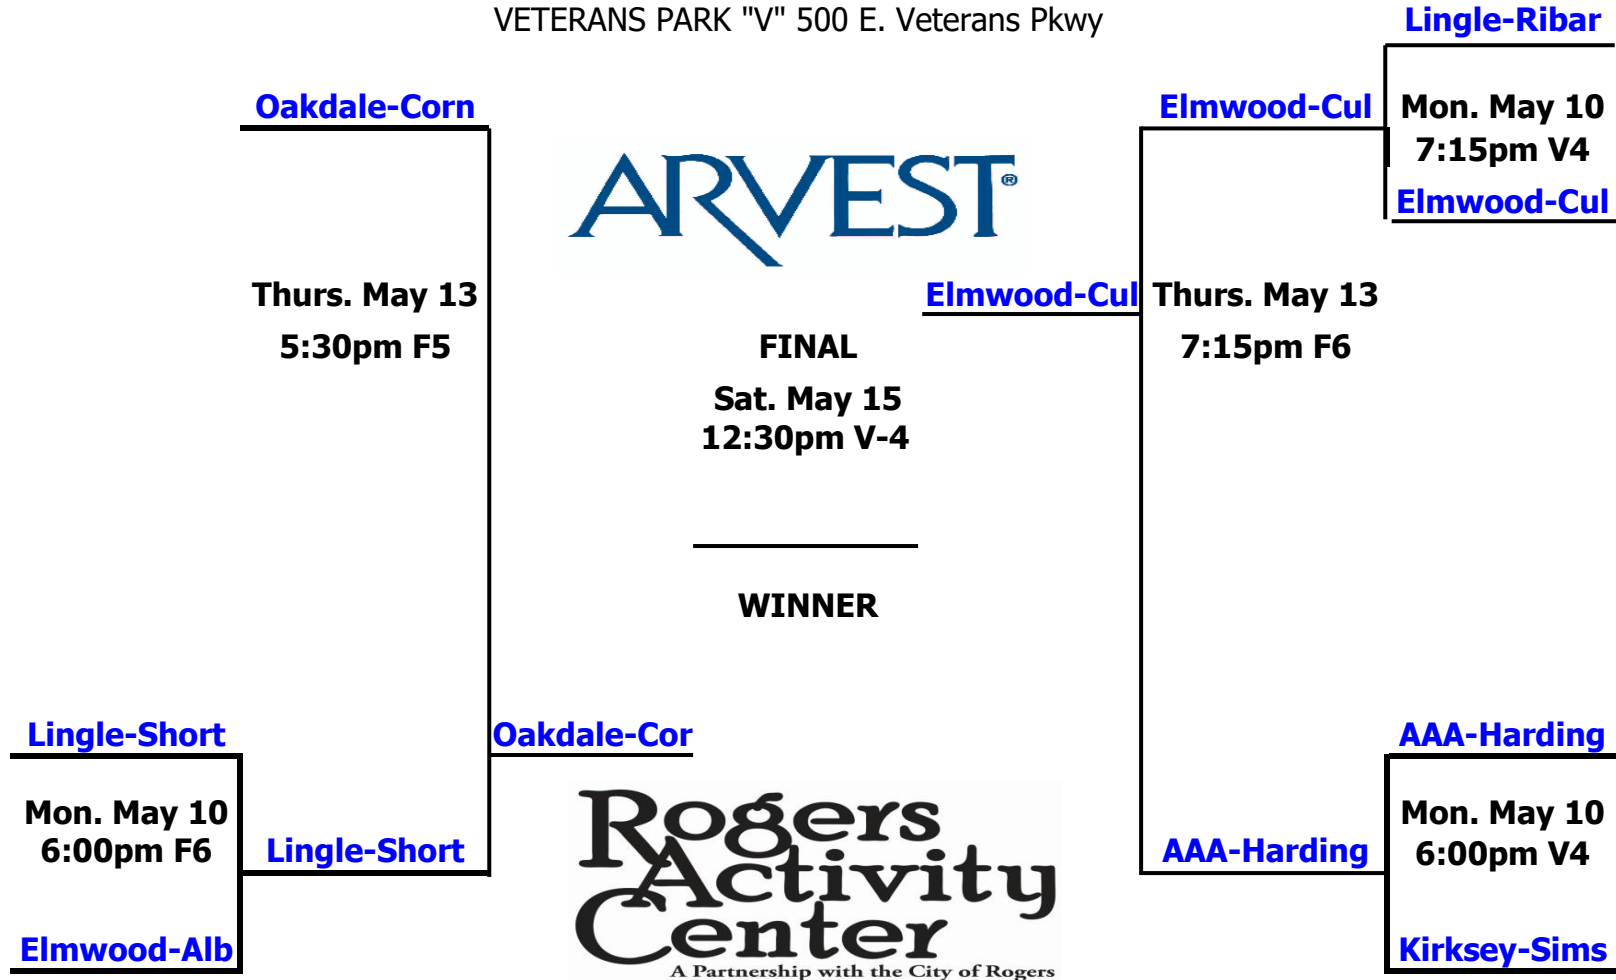 VETERANS PARK "V" 500 E. Veterans Pkwy
Lingle-Ribar
Oakdale-Corn
Elmwood-Cul
Mon. May 10
7:15pm V4
Elmwood-Cul
ARVEST®
Thurs. May 13
5:30pm F5
Elmwood-Cul
Thurs. May 13
7:15pm F6
FINAL
Sat. May 15
12:30pm V-4
WINNER
Lingle-Short
Oakdale-Cor
AAA-Harding
Mon. May 10
6:00pm F6
Lingle-Short
Elmwood-Alb
Rogers
Activity
Center
A Partnership with the City of Rogers
AAA-Harding
Mon. May 10
6:00pm V4
Kirksey-Sims